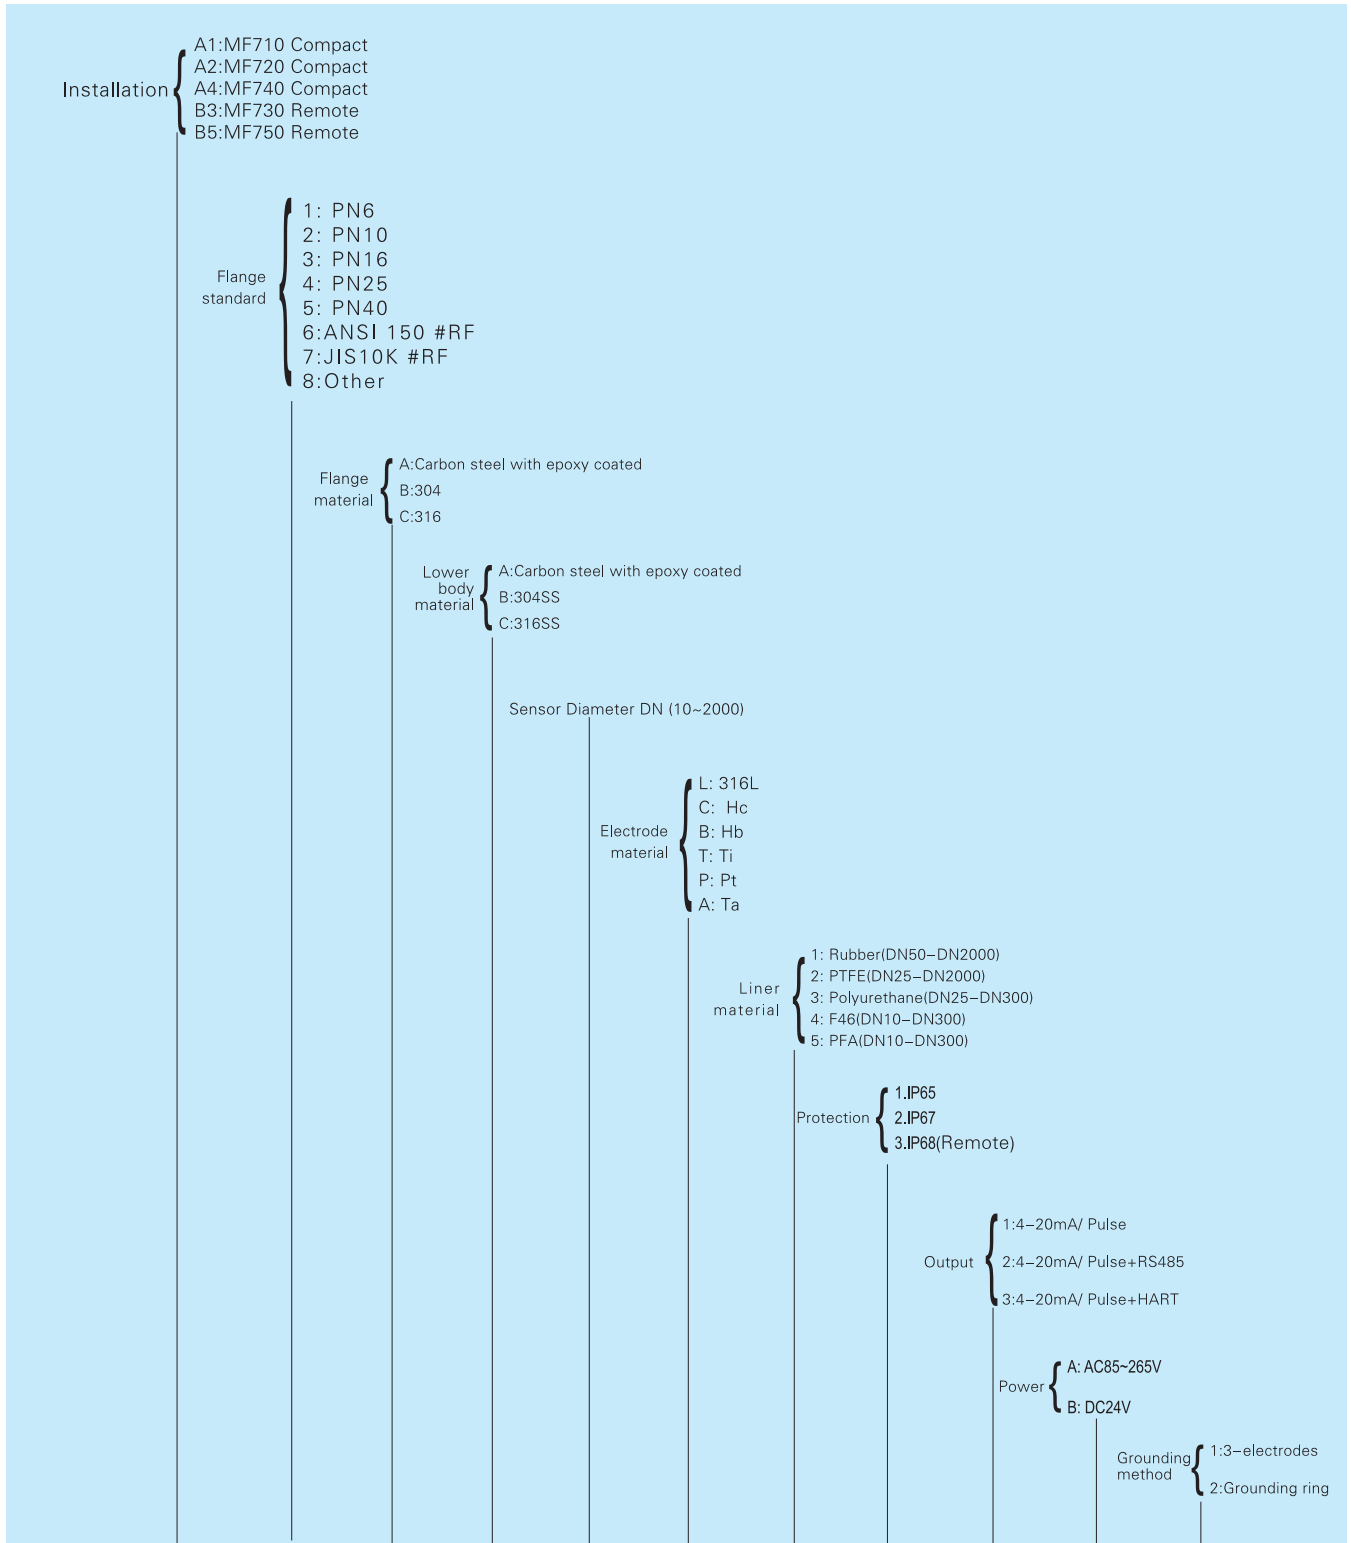 A1:MF710 Compact
A2:MF720 Compact
Installation
A4:MF740 Compact
B3:MF730 Remote
B5:MF750 Remote
1: PN6
2: PN10
3: PN16
Flange
standard
4: PN25
5: PN40
6:ANSI 150 #RF
7:JIS10K #RF
8:Other
Flange
material
A:Carbon steel with epoxy coated
B:304
C:316
Lower
body
material
A:Carbon steel with epoxy coated
B:304SS
C:316SS
Sensor Diameter DN (10~2000)
Electrode
material
L: 316L
C: Hc
B: Hb
T: Ti
P: Pt
A: Ta
Liner
material
1: Rubber(DN50–DN2000)
2: PTFE(DN25–DN2000)
3: Polyurethane(DN25–DN300)
4: F46(DN10–DN300)
5: PFA(DN10–DN300)
Protection
1.IP65
2.IP67
3.IP68(Remote)
Output
1:4–20mA/ Pulse
2:4–20mA/ Pulse+RS485
3:4–20mA/ Pulse+HART
Power
A: AC85~265V
B: DC24V
Grounding
method
1:3–electrodes
2:Grounding ring